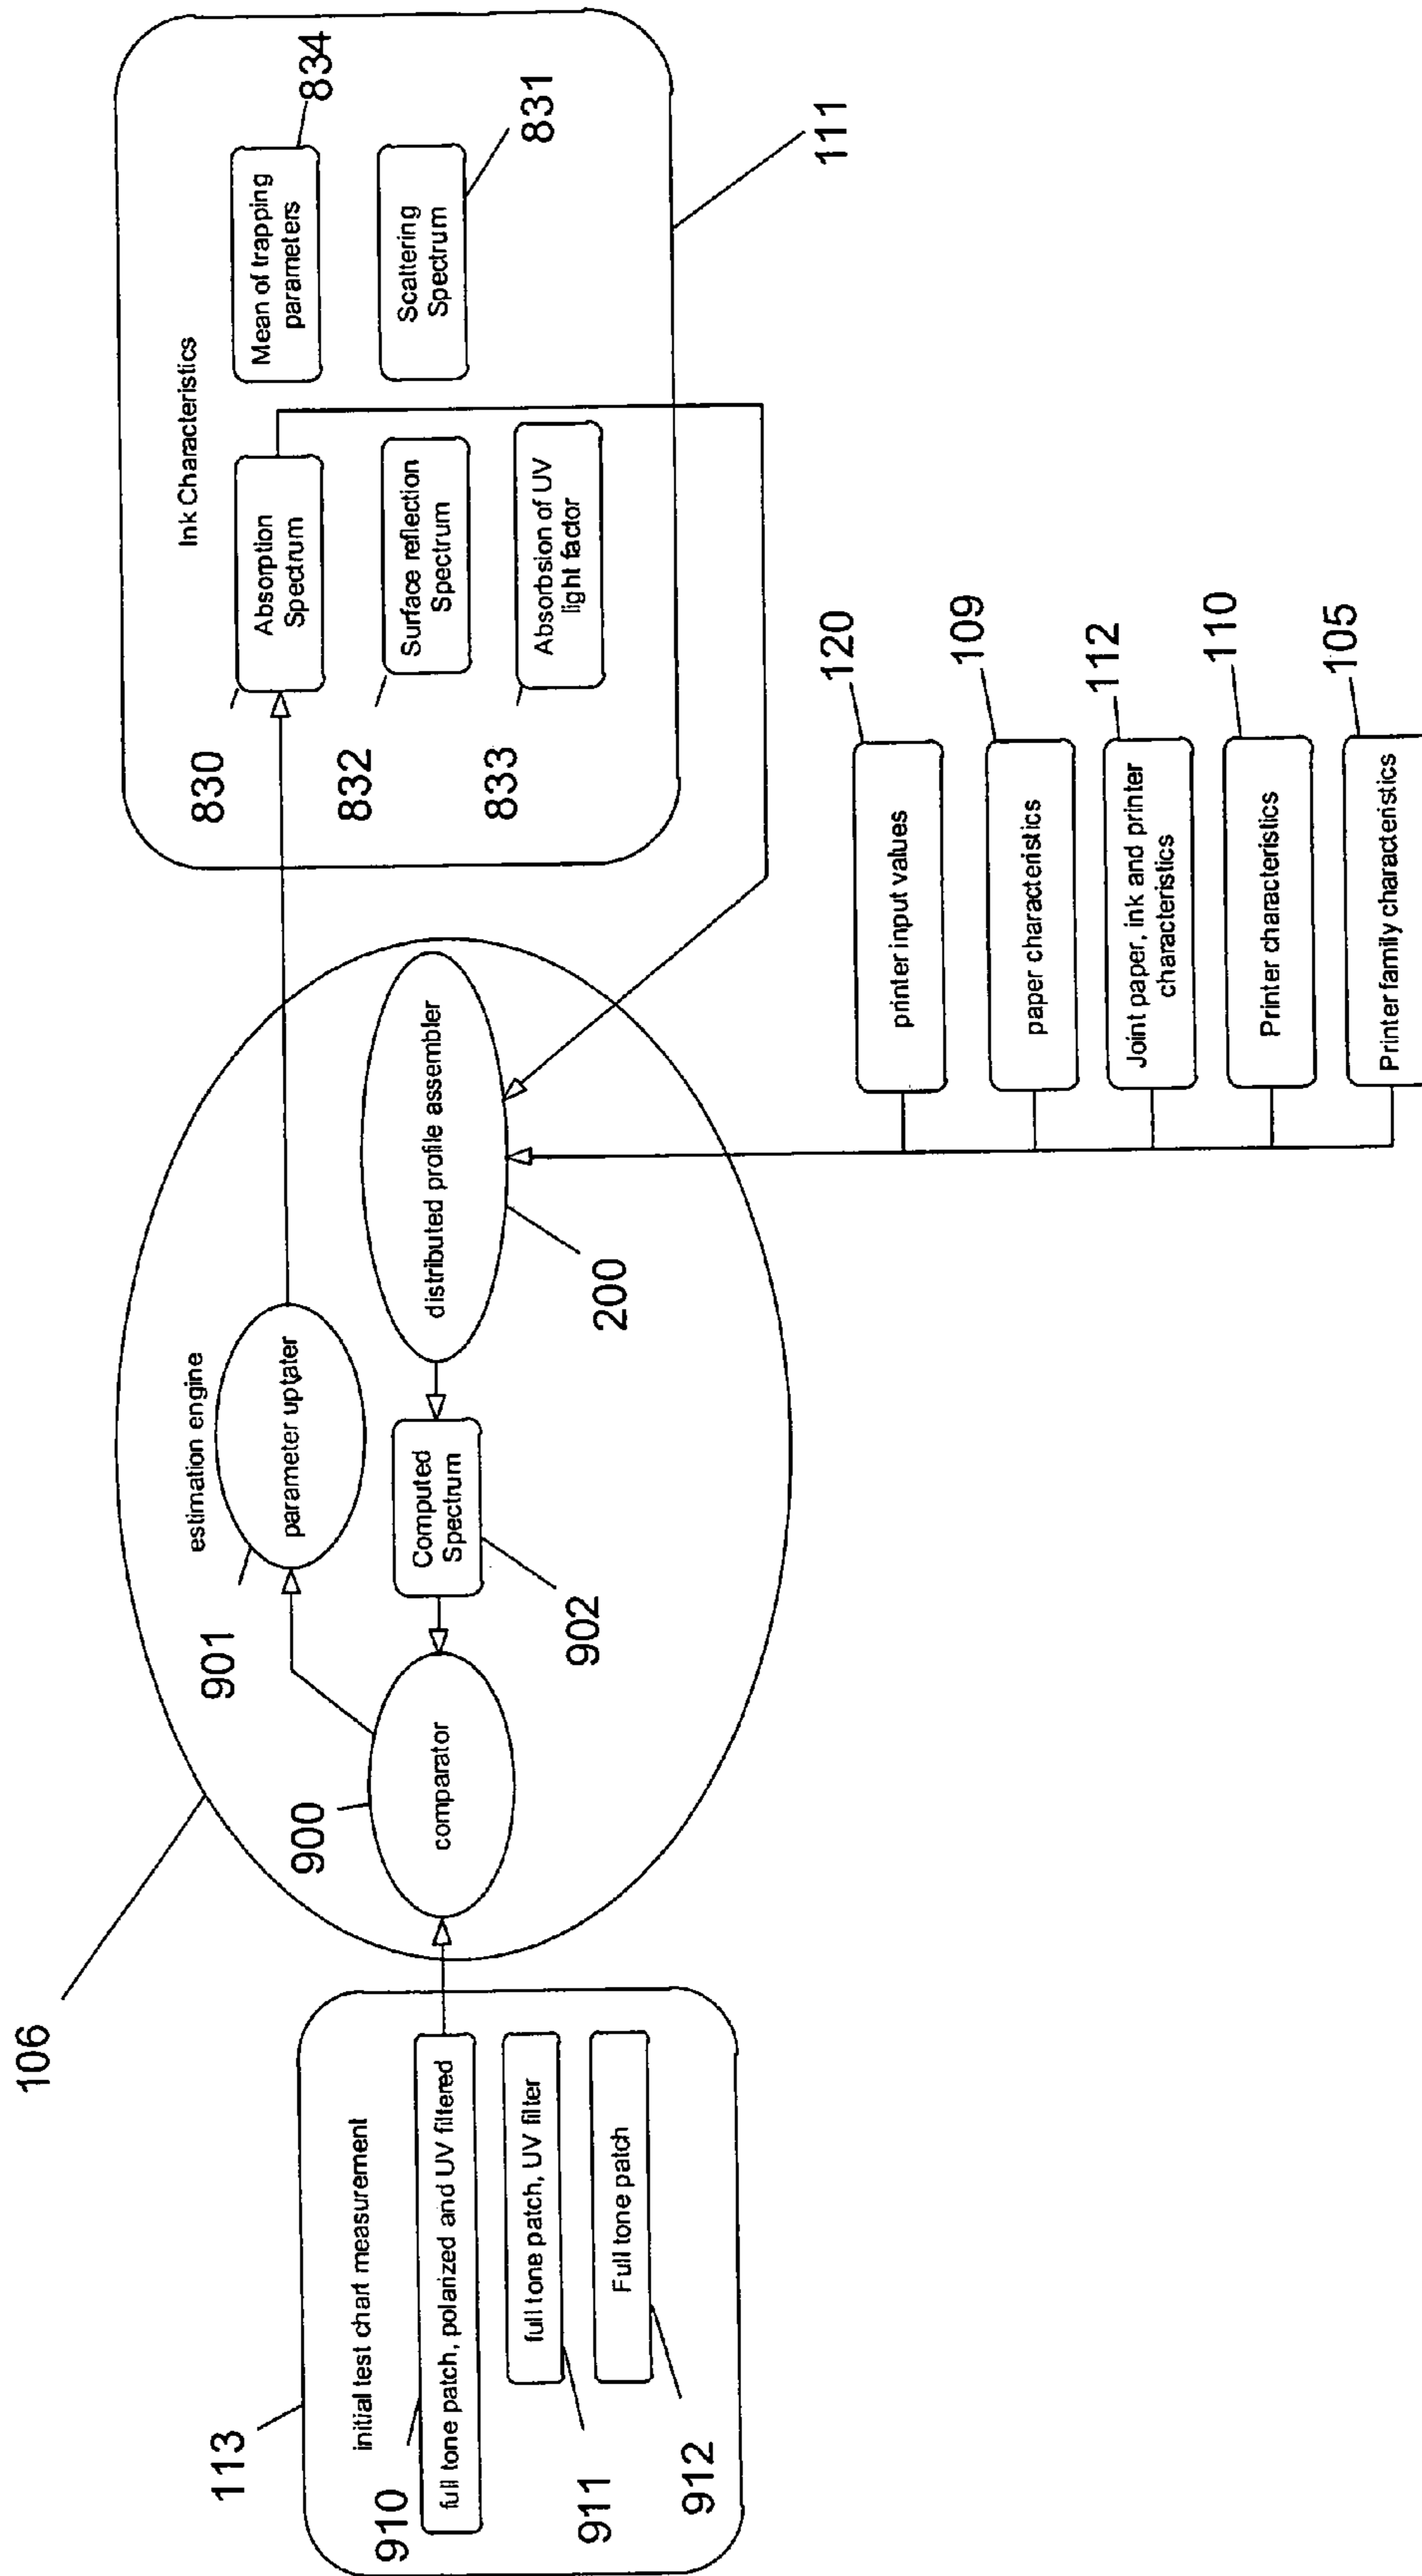 106
113
initial test chart measurement
910
full tone patch, polarized and UV filtered
911
full tone patch, UV filter
912
Full tone patch
estimation engine
900
comparator
901
parameter uptater
902
Computed
Spectrum
200
distributed profile assembler
Ink Characteristics
830
Absorption
Spectrum
834
Mean of trapping
parameters
832
Surface reflection
Spectrum
831
Scattering
Spectrum
833
Absorbsion of UV
light factor
111
120
printer input values
109
paper characteristics
112
Joint paper, ink and printer
characteristics
110
Printer characteristics
105
Printer family characteristics